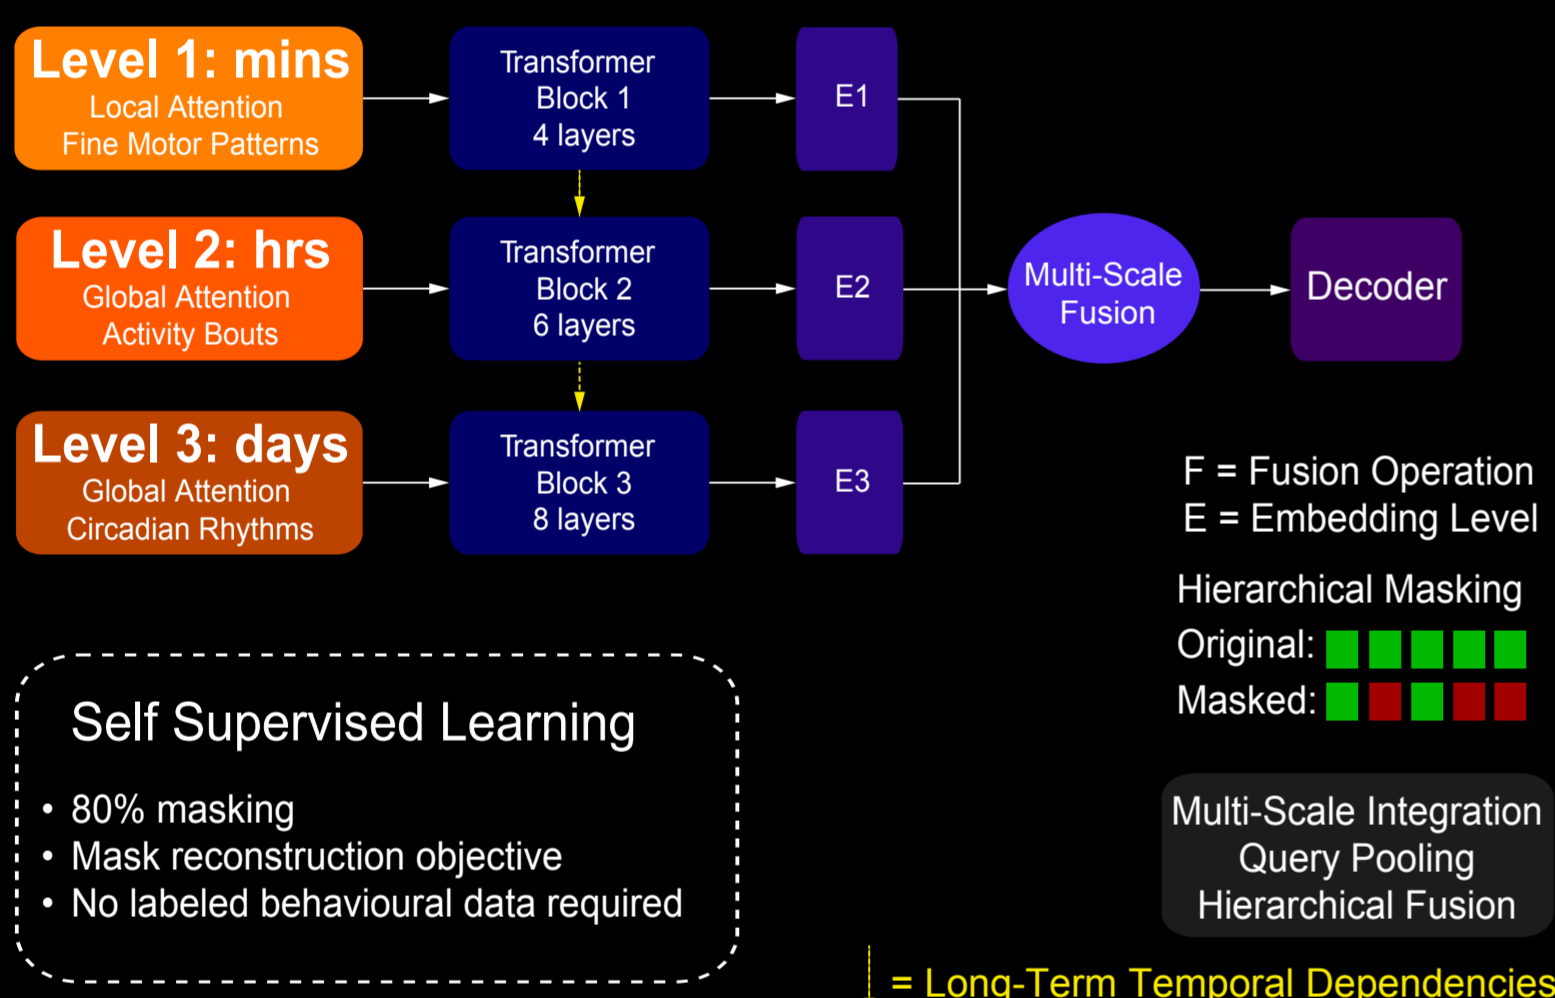 Level 1: mins
Local Attention
Fine Motor Patterns
Transformer
Block 1
4 layers
E1
Level 2: hrs
Global Attention
Activity Bouts
Transformer
Block 2
6 layers
E2
Multi-Scale
Fusion
Decoder
Level 3: days
Global Attention
Circadian Rhythms
Transformer
Block 3
8 layers
E3
F = Fusion Operation
E = Embedding Level
Hierarchical Masking
Original:
Masked:
Self Supervised Learning
• 80% masking
• Mask reconstruction objective
• No labeled behavioural data required
Multi-Scale Integration
Query Pooling
Hierarchical Fusion
= Long-Term Temporal Dependencies